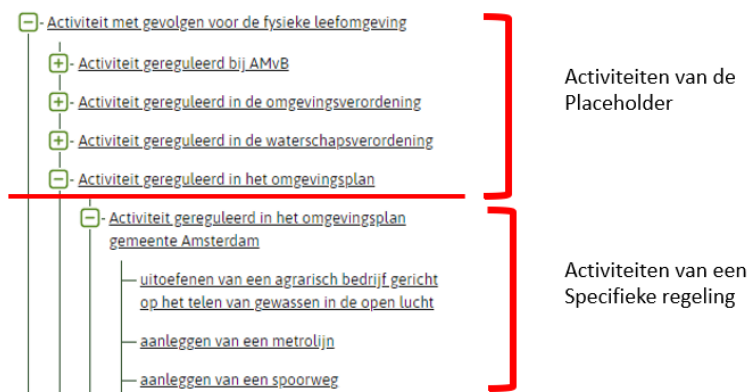 Activiteit met gevolgen voor de fysieke leefomgeving
Activiteit gereguleerd bij AMvB
Activiteit gereguleerd in de omgevingsverordening
Activiteit gereguleerd in de waterschapsverordening
Activiteit gereguleerd in het omgevingsplan
Activiteiten van de
Placeholder
Activiteit gereguleerd in het omgevingsplan
gemeente Amsterdam
uitoefenen van een agrarisch bedrijf gericht
op het telen van gewassen in de open lucht
aanleggen van een metrolijn
aanleggen van een spoorweg
Activiteiten van een
Specifieke regeling